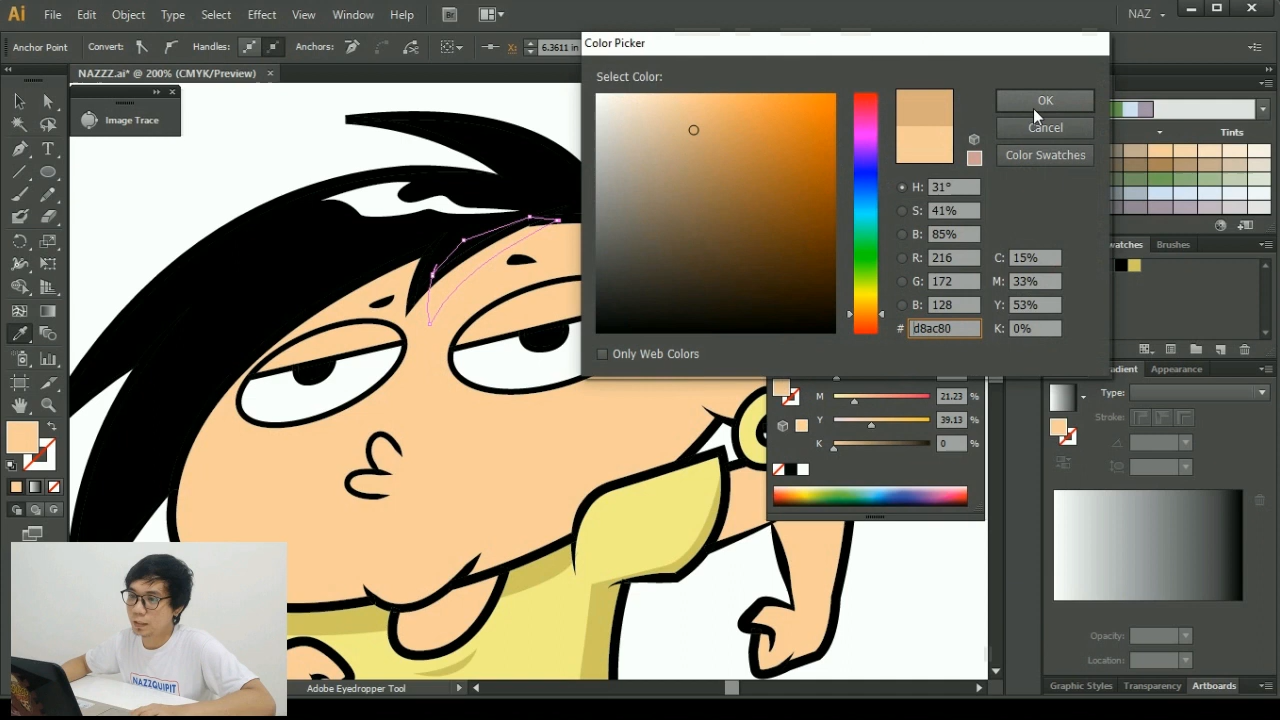 Ai File Edit Object Type Select Effect View Window Help Br NAZ
Anchor Point Convert: Handles: Anchors: X: 6.3611 in
NAZZZ.ai* @ 200% (CMYK/Preview)
Image Trace
Color Picker
Select Color:
OK
Cancel
Color Swatches
H: 31°
S: 41%
B: 85%
R: 216
G: 172
B: 128
# d8ac80
C: 15%
M: 33%
Y: 53%
K: 0%
Only Web Colors
Tints
watches Brushes
M 21.23 %
Y 39.13 %
K 0 %
Gradient Appearance
Type:
Stroke:
Opacity:
Location:
Graphic Styles Transparency Artboards
Adobe Eyedropper Tool
NAZZQUIPIT